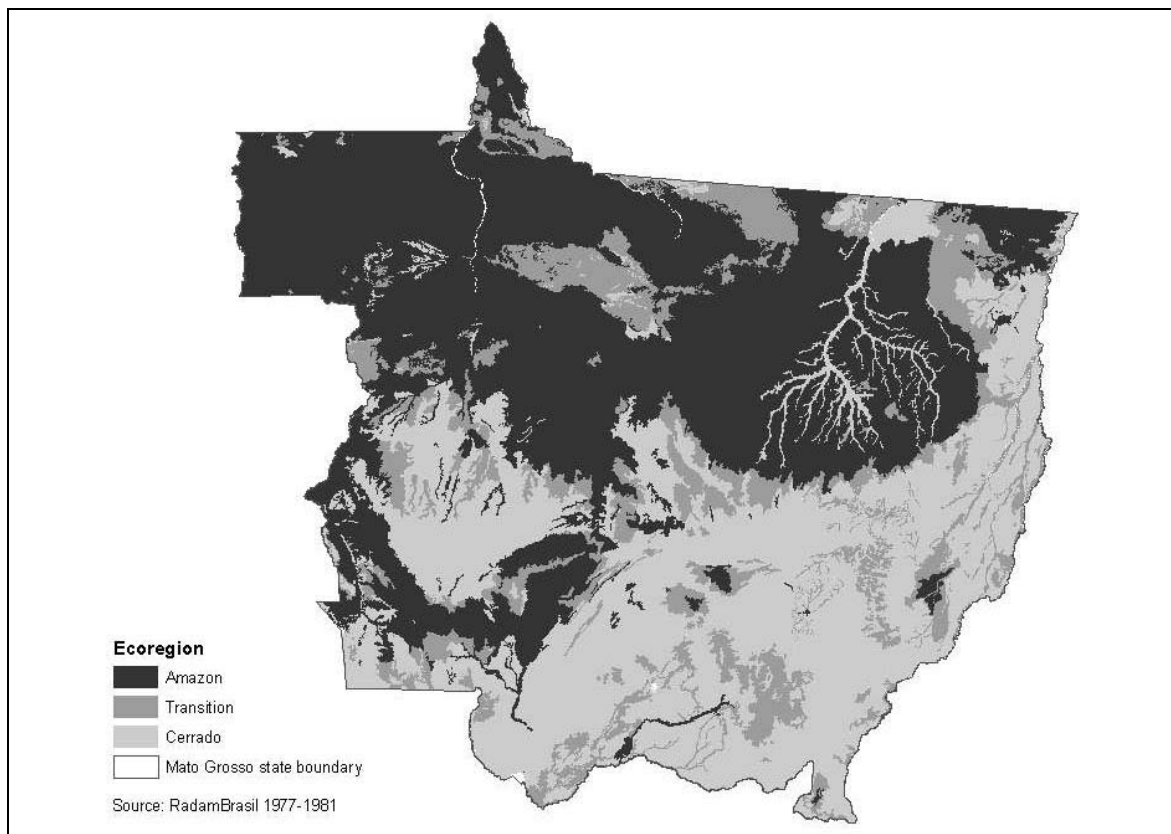 Ecoregion
Amazon
Transition
Cerrado
Mato Grosso state boundary
Source: RadamBrasil 1977-1981